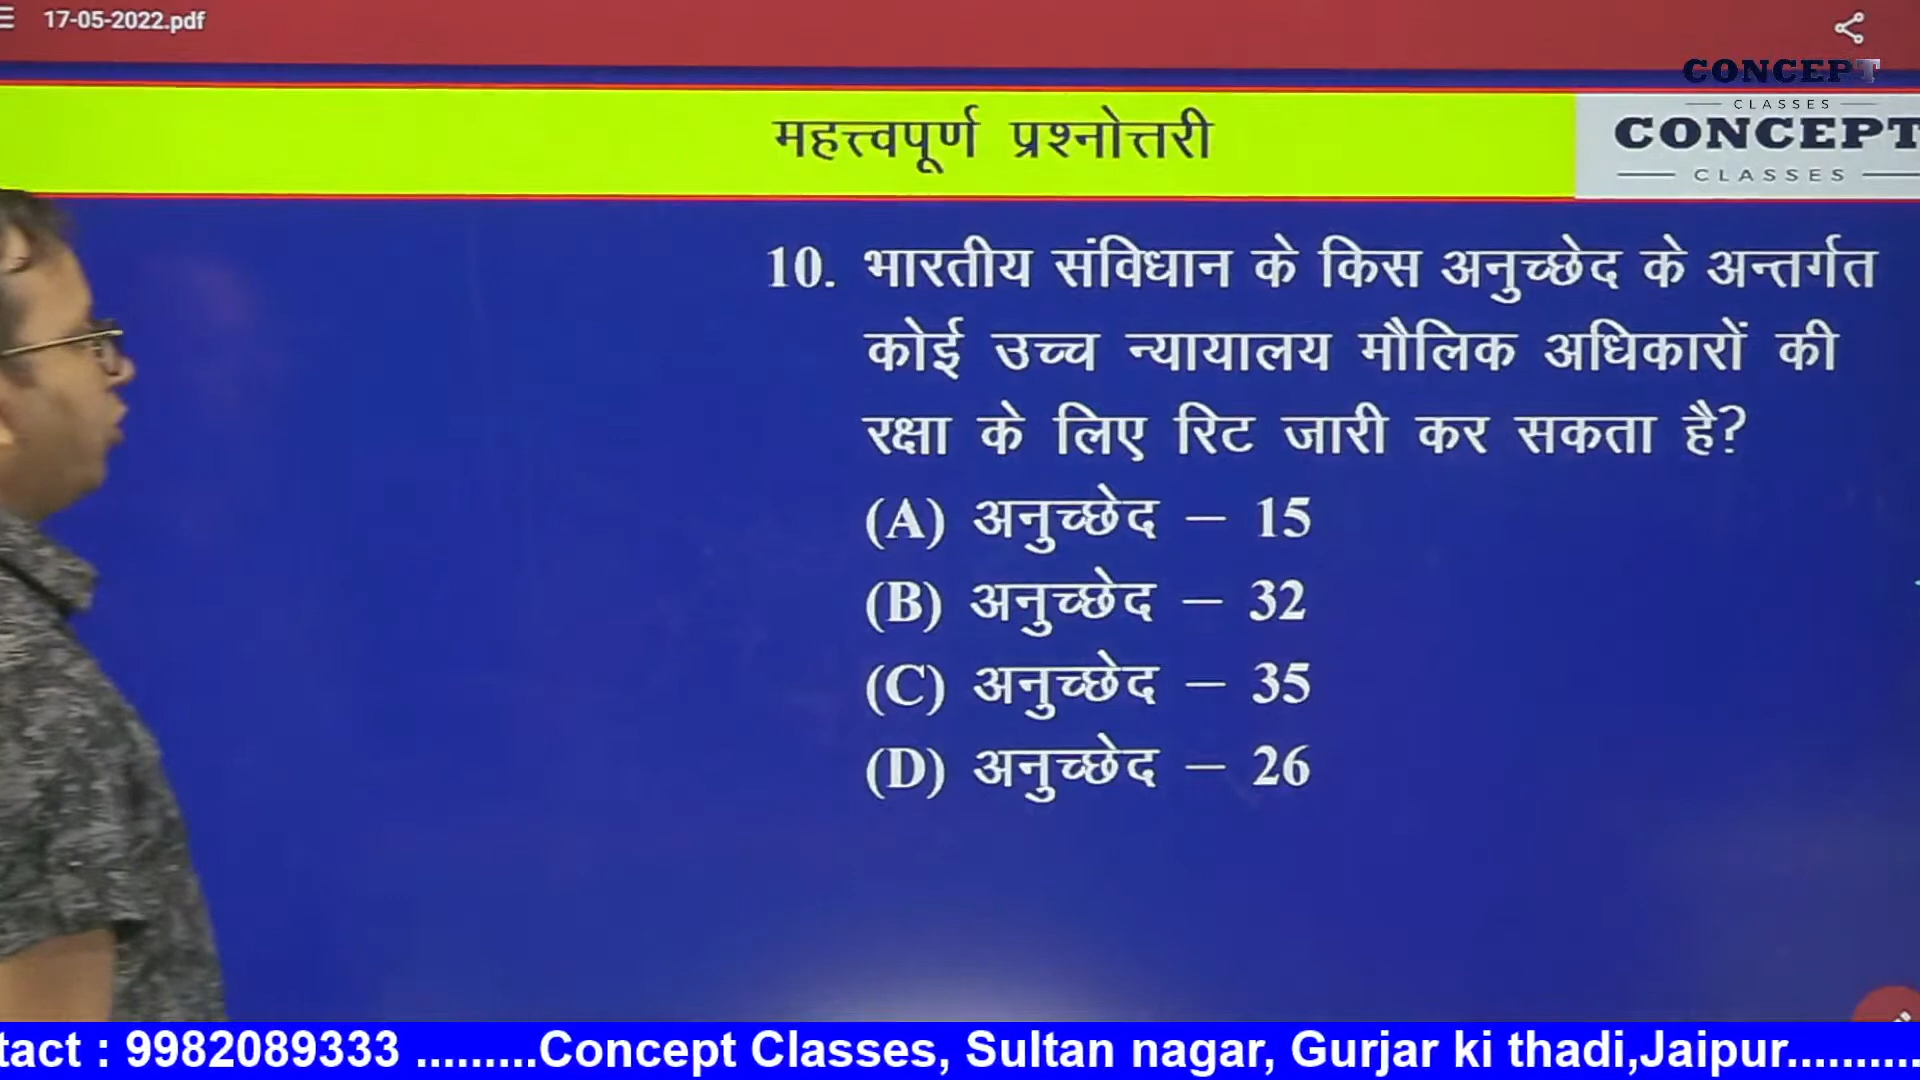 17-05-2022.pdf
CONCEPT
CLASSES
महत्त्वपूर्ण प्रश्नोत्तरी
CONCEPT
CLASSES
10. भारतीय संविधान के किस अनुच्छेद के अन्तर्गत
कोई उच्च न्यायालय मौलिक अधिकारों की
रक्षा के लिए रिट जारी कर सकता है?
(A) अनुच्छेद – 15
(B) अनुच्छेद – 32
(C) अनुच्छेद – 35
(D) अनुच्छेद – 26
tact : 9982089333 .........Concept Classes, Sultan nagar, Gurjar ki thadi,Jaipur..........